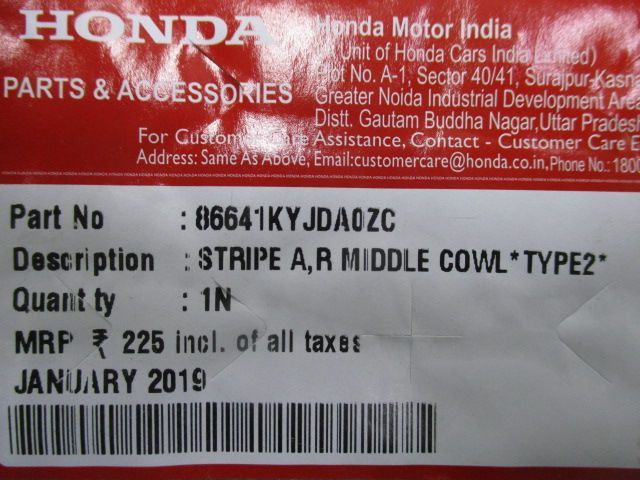 HONDA
PARTS & ACCESSORIES
Honda Motor India
Unit of Honda Cars India Limited)
Plot No. A-1, Sector 40/41, Surajpur-Kasn
Greater Noida Industrial Development Area
Distt. Gautam Buddha Nagar,Uttar Pradesh
For Customer Care Assistance, Contact - Customer Care E
Address: Same As Above, Email:customercare@honda.co.in, Phone No.: 1800
Part No : 86641KYJDA0ZC
Description : STRIPE A,R MIDDLE COWL*TYPE2*
Quantity : 1N
MRP ₹ 225 incl. of all taxes
JANUARY 2019